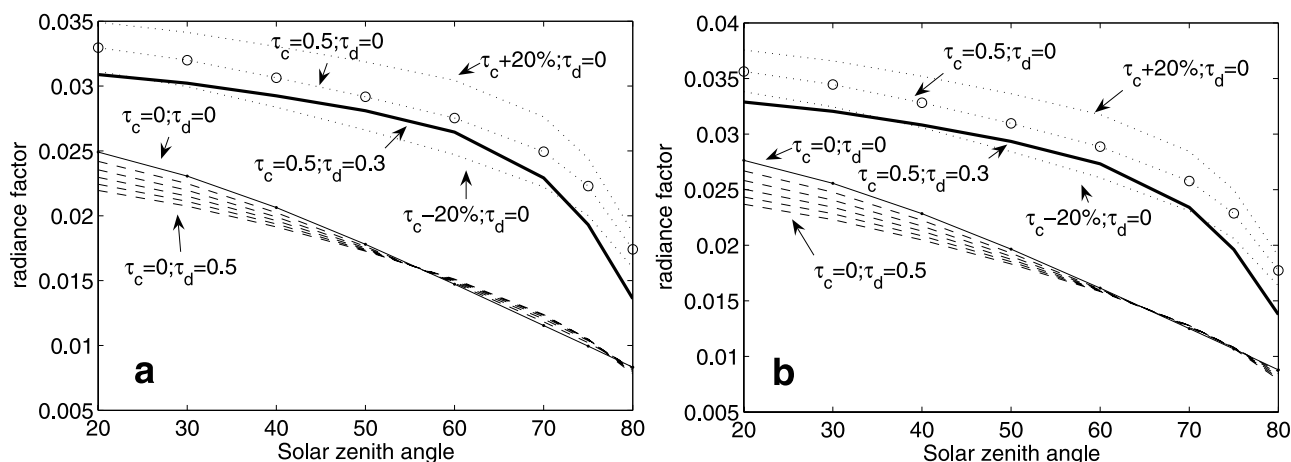 0.035
0.03
0.025
0.02
0.015
0.01
0.005
radiance factor
τc=0.5;τd=0
τc+20%;τd=0
τc=0;τd=0
τc=0.5;τd=0.3
τc−20%;τd=0
τc=0;τd=0.5
a
20 30 40 50 60 70 80
Solar zenith angle
0.04
0.035
0.03
0.025
0.02
0.015
0.01
0.005
radiance factor
τc=0.5;τd=0
τc+20%;τd=0
τc=0;τd=0
τc=0.5;τd=0.3
τc−20%;τd=0
τc=0;τd=0.5
b
20 30 40 50 60 70 80
Solar zenith angle